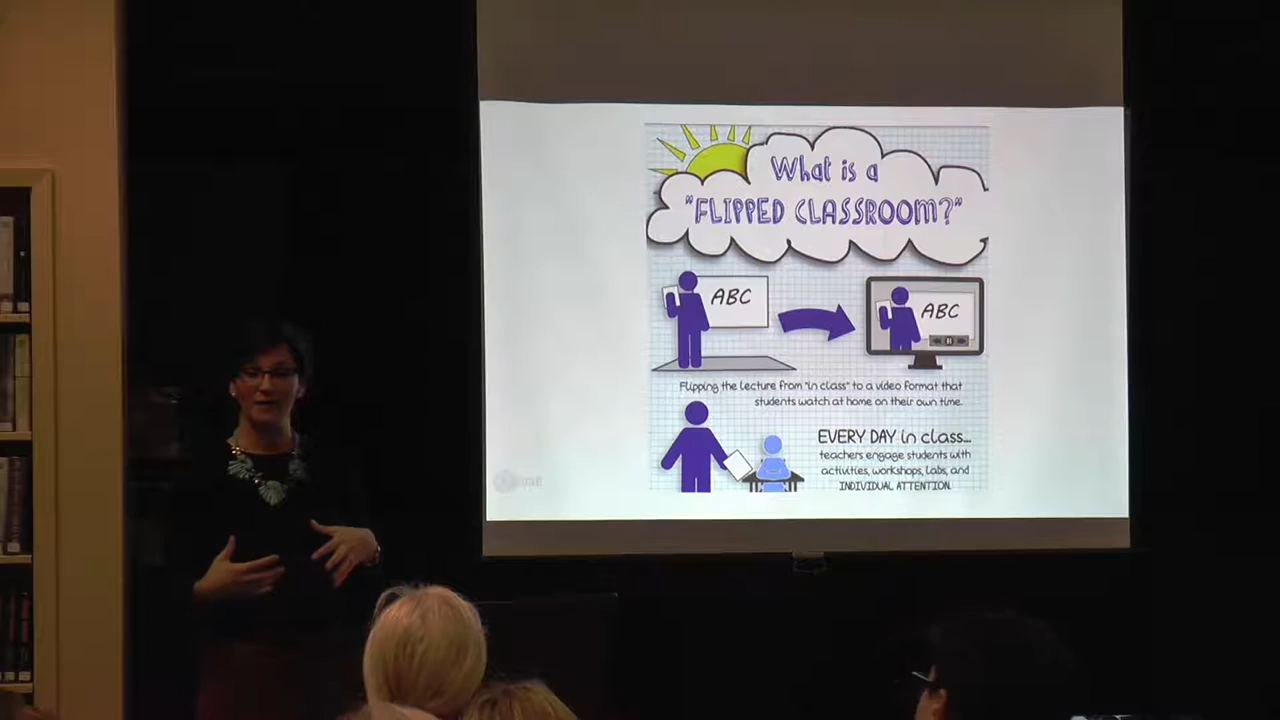 What is a
"FLIPPED CLASSROOM?"
ABC
ABC
Flipping the lecture from "in class" to a video format that
students watch at home on their own time.
EVERY DAY in class...
teachers engage students with
activities, workshops, labs, and
INDIVIDUAL ATTENTION.